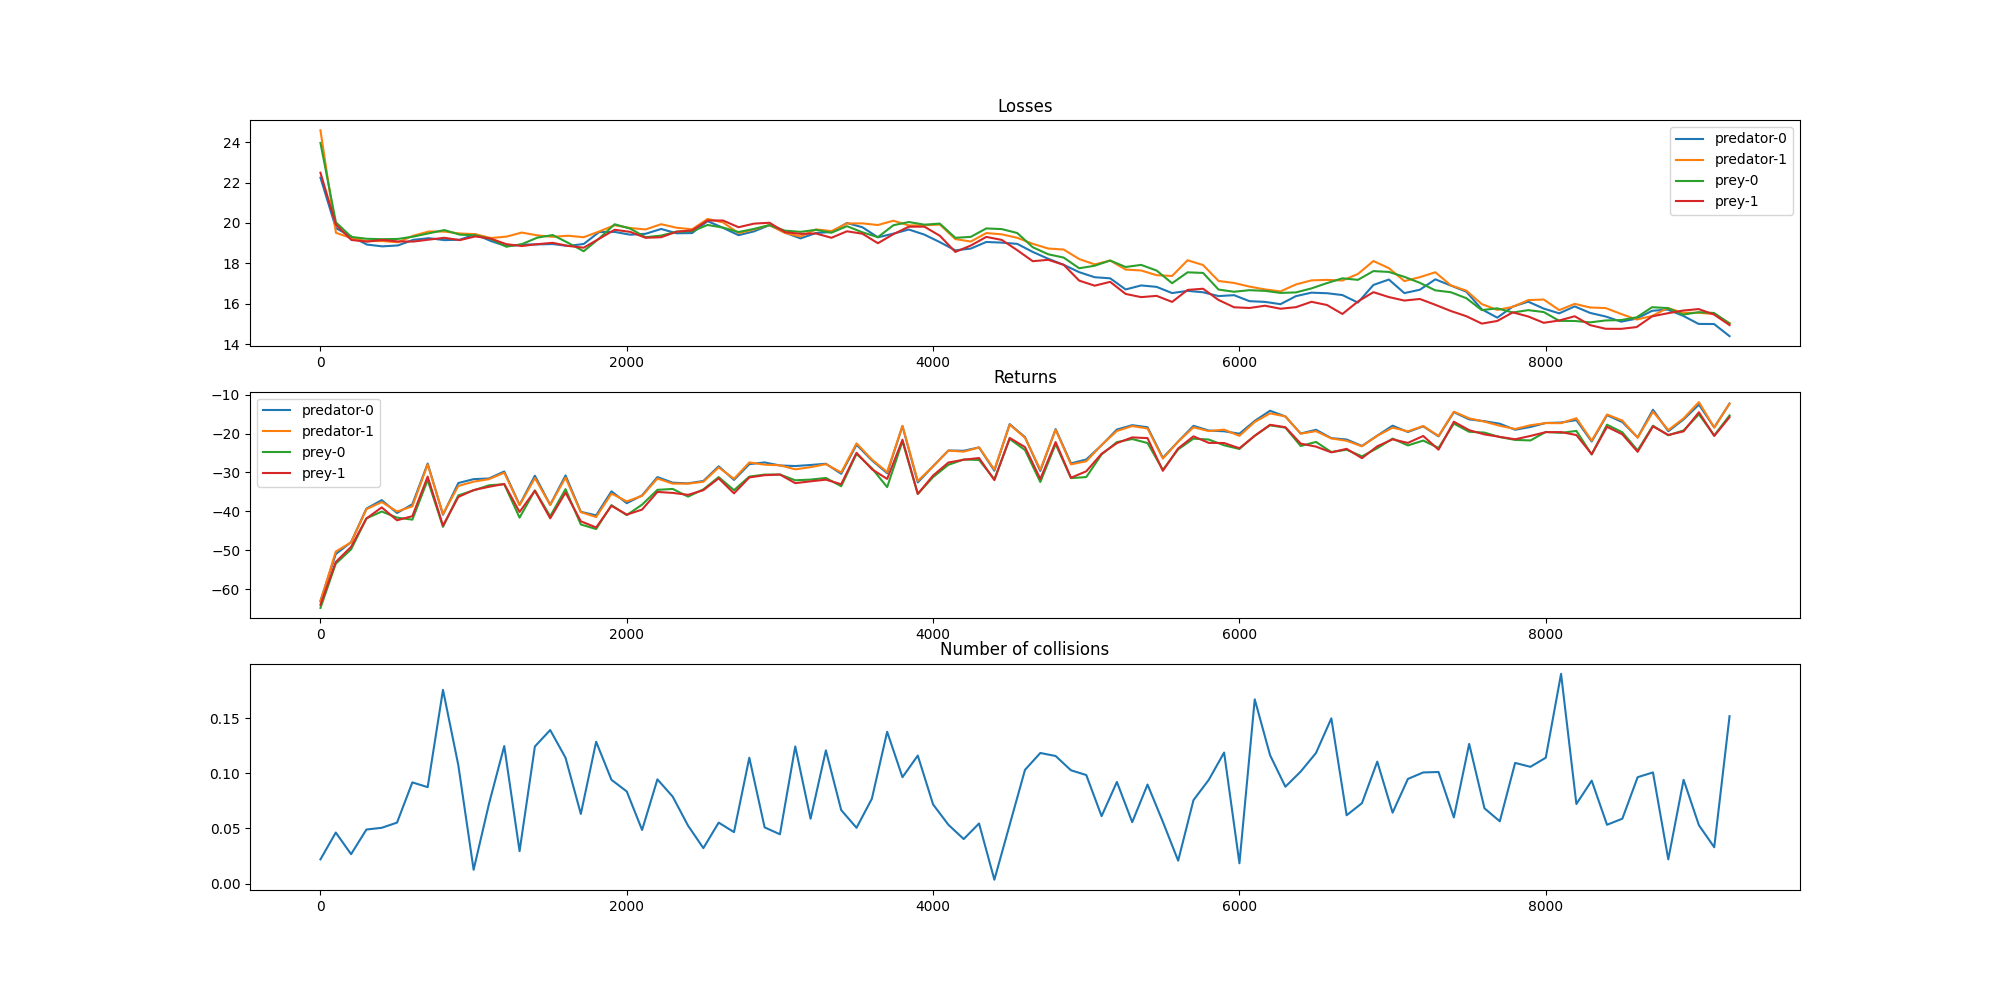 Losses
24
22
20
18
16
14
predator-0
predator-1
prey-0
prey-1
0 2000 4000 6000 8000
Returns
−10
−20
−30
−40
−50
−60
predator-0
predator-1
prey-0
prey-1
0 2000 4000 6000 8000
Number of collisions
0.15
0.10
0.05
0.00
0 2000 4000 6000 8000